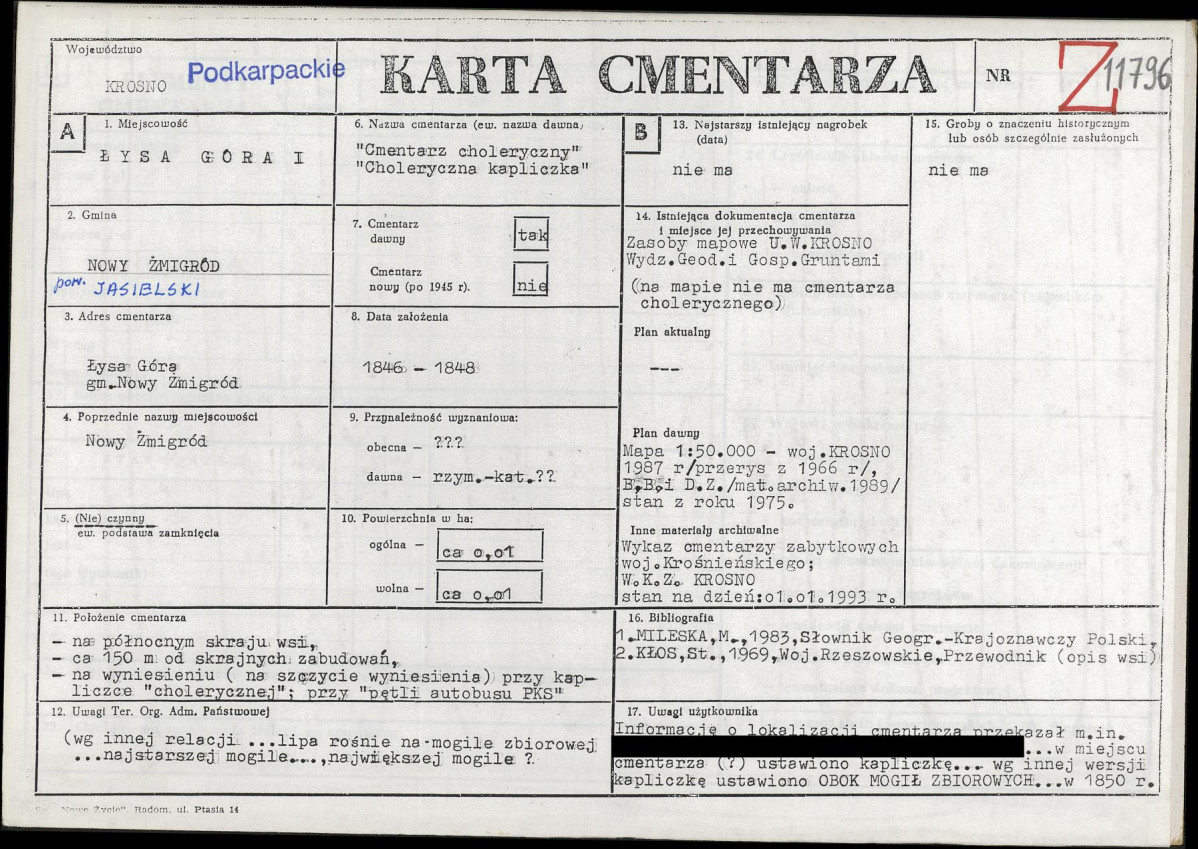 Województwo
KROSNO
Podkarpackie
KARTA CMENTARZA
NR
Z 11796
A
1. Miejscowość
ŁYSA GÓRA I
2. Gmina
NOWY ŻMIGRÓD
pow. JASIELSKI
3. Adres cmentarza
Łysa Góra
gm.Nowy Żmigród
4. Poprzednie nazwy miejscowości
Nowy Żmigród
5. (Nie) czynny
ew. podstawa zamknięcia
6. Nazwa cmentarza (ew. nazwa dawna)
"Cmentarz choleryczny"
"Choleryczna kapliczka"
7. Cmentarz
dawny
tak
Cmentarz
nowy (po 1945 r).
nie
8. Data założenia
1846 - 1848
9. Przynależność wyznaniowa:
obecna — ???
dawna — rzym.-kat.??
10. Powierzchnia w ha:
ogólna — ca 0,01
wolna — ca 0,01
B
13. Najstarszy istniejący nagrobek
(data)
nie ma
14. Istniejąca dokumentacja cmentarza
i miejsce jej przechowywania
Zasoby mapowe U.W.KROSNO
Wydz.Geod.i Gosp.Gruntami
(na mapie nie ma cmentarza
cholerycznego)
Plan aktualny
---
Plan dawny
Mapa 1:50.000 - woj.KROSNO
1987 r/przerys z 1966 r/,
B.B.i D.Z./mat.archiw.1989/
stan z roku 1975.
Inne materiały archiwalne
Wykaz cmentarzy zabytkowych
woj.Krośnieńskiego;
W.K.Z. KROSNO
stan na dzień:01.01.1993 r.
15. Groby o znaczeniu historycznym
lub osób szczególnie zasłużonych
nie ma
11. Położenie cmentarza
- na północnym skraju wsi,
- ca 150 m od skrajnych zabudowań,
- na wyniesieniu ( na szczycie wyniesienia) przy kap-
liczce "cholerycznej"; przy "pętli autobusu PKS"
12. Uwagi Ter. Org. Adm. Państwowej
(wg innej relacji ...lipa rośnie na mogile zbiorowej
...najstarszej mogile...,największej mogile ?
16. Bibliografia
1.MILESKA,M.,1983,Słownik Geogr.-Krajoznawczy Polski,
2.KŁOS,St.,1969,Woj.Rzeszowskie,Przewodnik (opis wsi)
17. Uwagi użytkownika
Informację o lokalizacji cmentarza przekazał m.in.
...w miejscu
cmentarza (?) ustawiono kapliczkę... wg innej wersji
kapliczkę ustawiono OBOK MOGIŁ ZBIOROWYCH...w 1850 r.
"Nowe Życie", Radom, ul. Ptasia 14